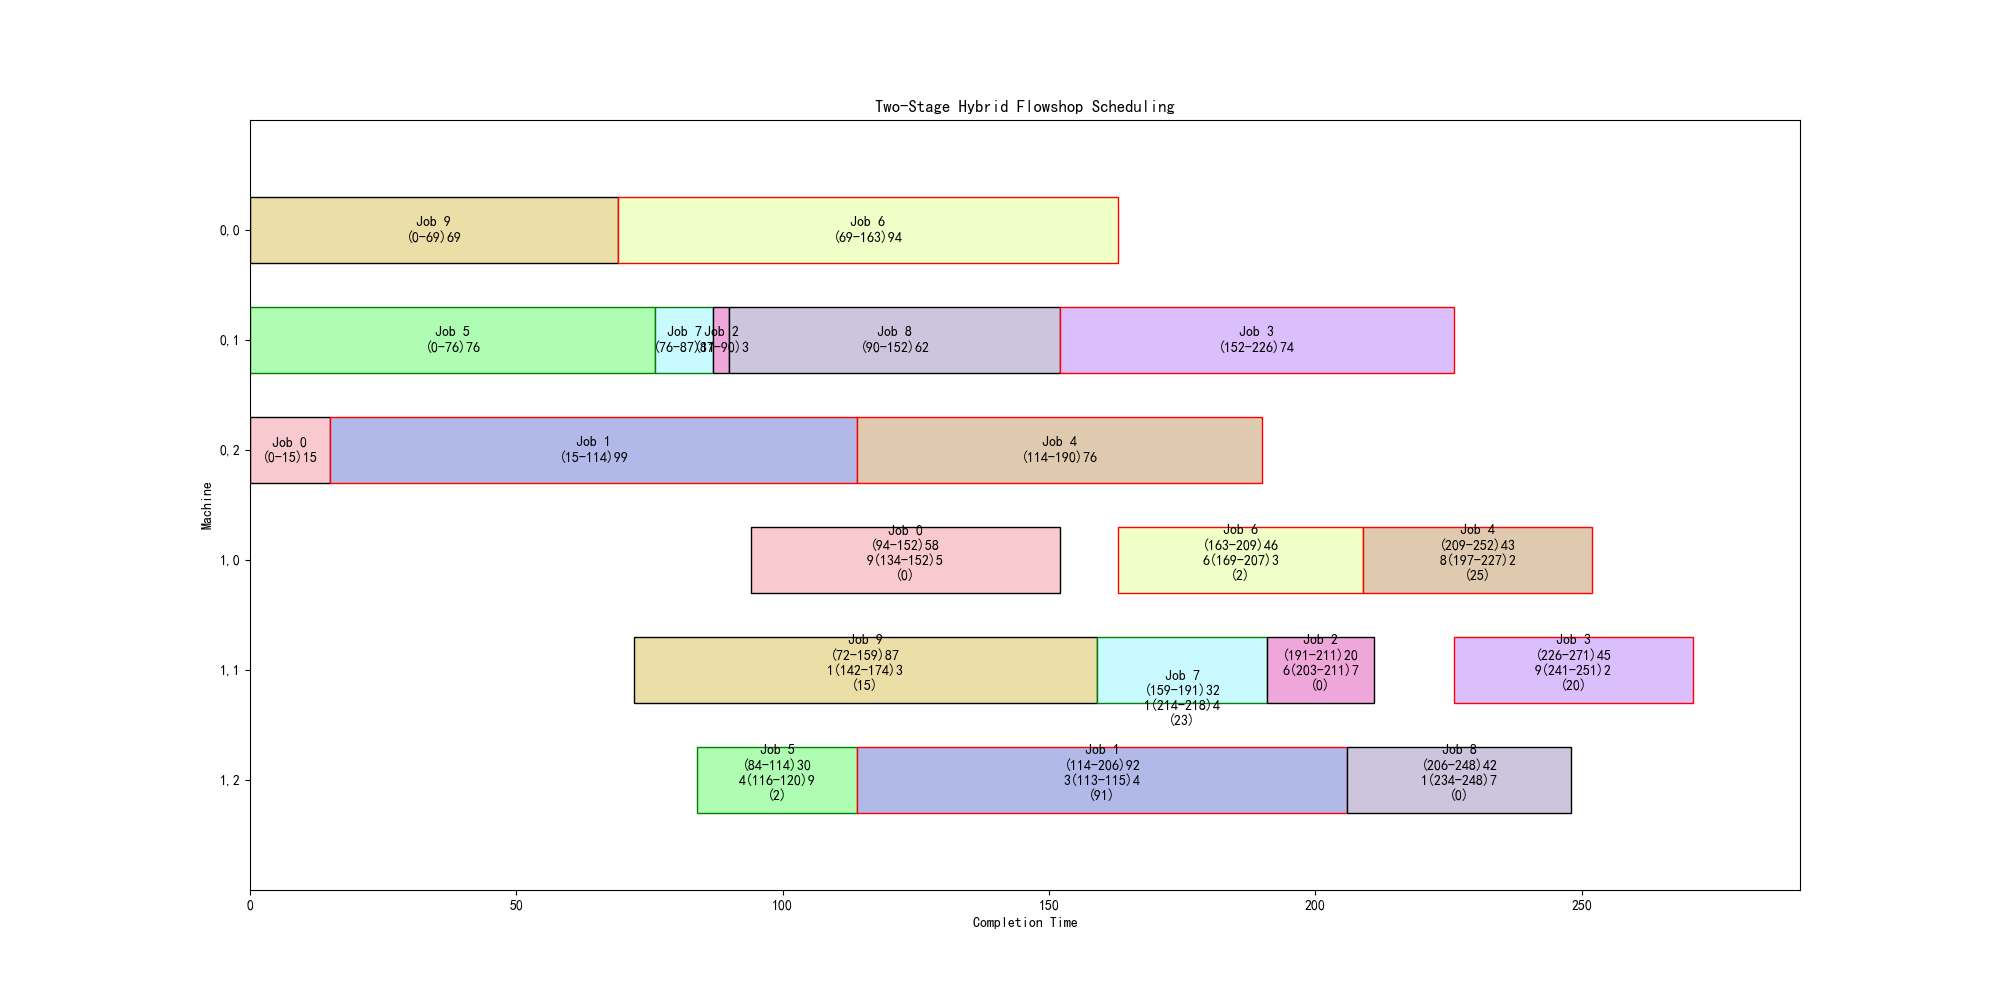 Two-Stage Hybrid Flowshop Scheduling
Machine
0,0
Job 9
(0-69)69
Job 6
(69-163)94
0,1
Job 5
(0-76)76
Job 7
(76-87)11
Job 2
(87-90)3
Job 8
(90-152)62
Job 3
(152-226)74
0,2
Job 0
(0-15)15
Job 1
(15-114)99
Job 4
(114-190)76
1,0
Job 0
(94-152)58
9(134-152)5
(0)
Job 6
(163-209)46
6(169-207)3
(2)
Job 4
(209-252)43
8(197-227)2
(25)
1,1
Job 9
(72-159)87
1(142-174)3
(15)
Job 7
(159-191)32
1(214-218)4
(23)
Job 2
(191-211)20
6(203-211)7
(0)
Job 3
(226-271)45
9(241-251)2
(20)
1,2
Job 5
(84-114)30
4(116-120)9
(2)
Job 1
(114-206)92
3(113-115)4
(91)
Job 8
(206-248)42
1(234-248)7
(0)
0
50
100
150
200
250
Completion Time